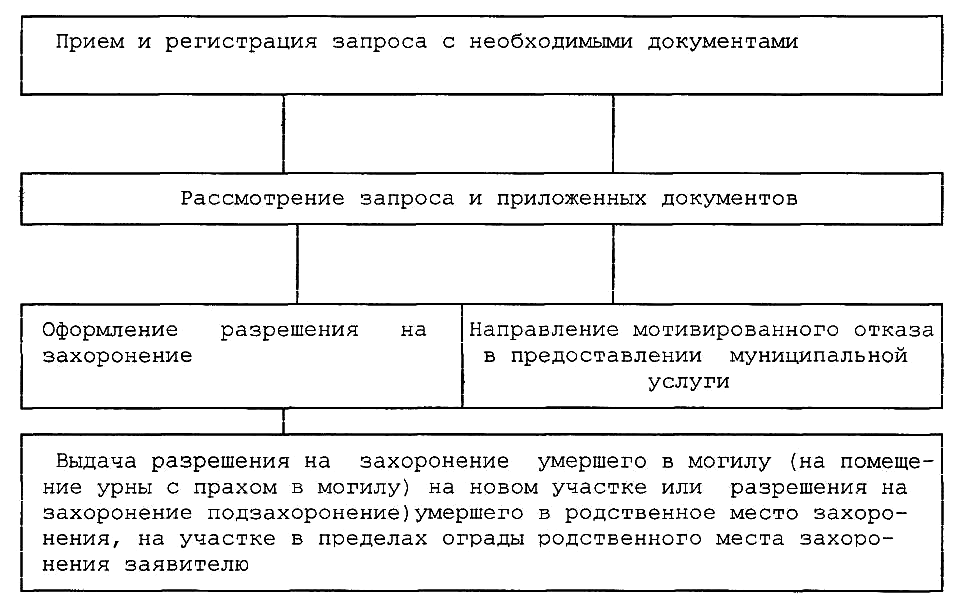 Прием и регистрация запроса с необходимыми документами
Рассмотрение запроса и приложенных документов
Оформление разрешения на
захоронение
Направление мотивированного отказа
в предоставлении муниципальной
услуги
Выдача разрешения на захоронение умершего в могилу (на помеще-
ние урны с прахом в могилу) на новом участке или разрешения на
захоронение подзахоронение)умершего в родственное место захоро-
нения, на участке в пределах ограды родственного места захоро-
нения заявителю